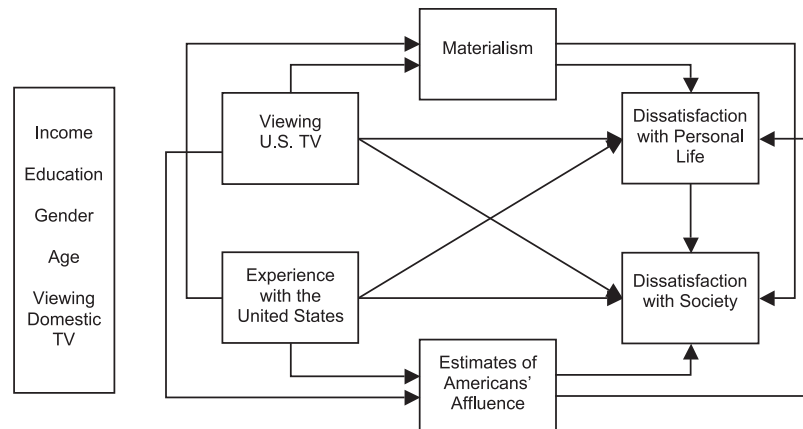 Income
Education
Gender
Age
Viewing
Domestic
TV
Viewing
U.S. TV
Experience
with the
United States
Materialism
Estimates of
Americans’
Affluence
Dissatisfaction
with Personal
Life
Dissatisfaction
with Society